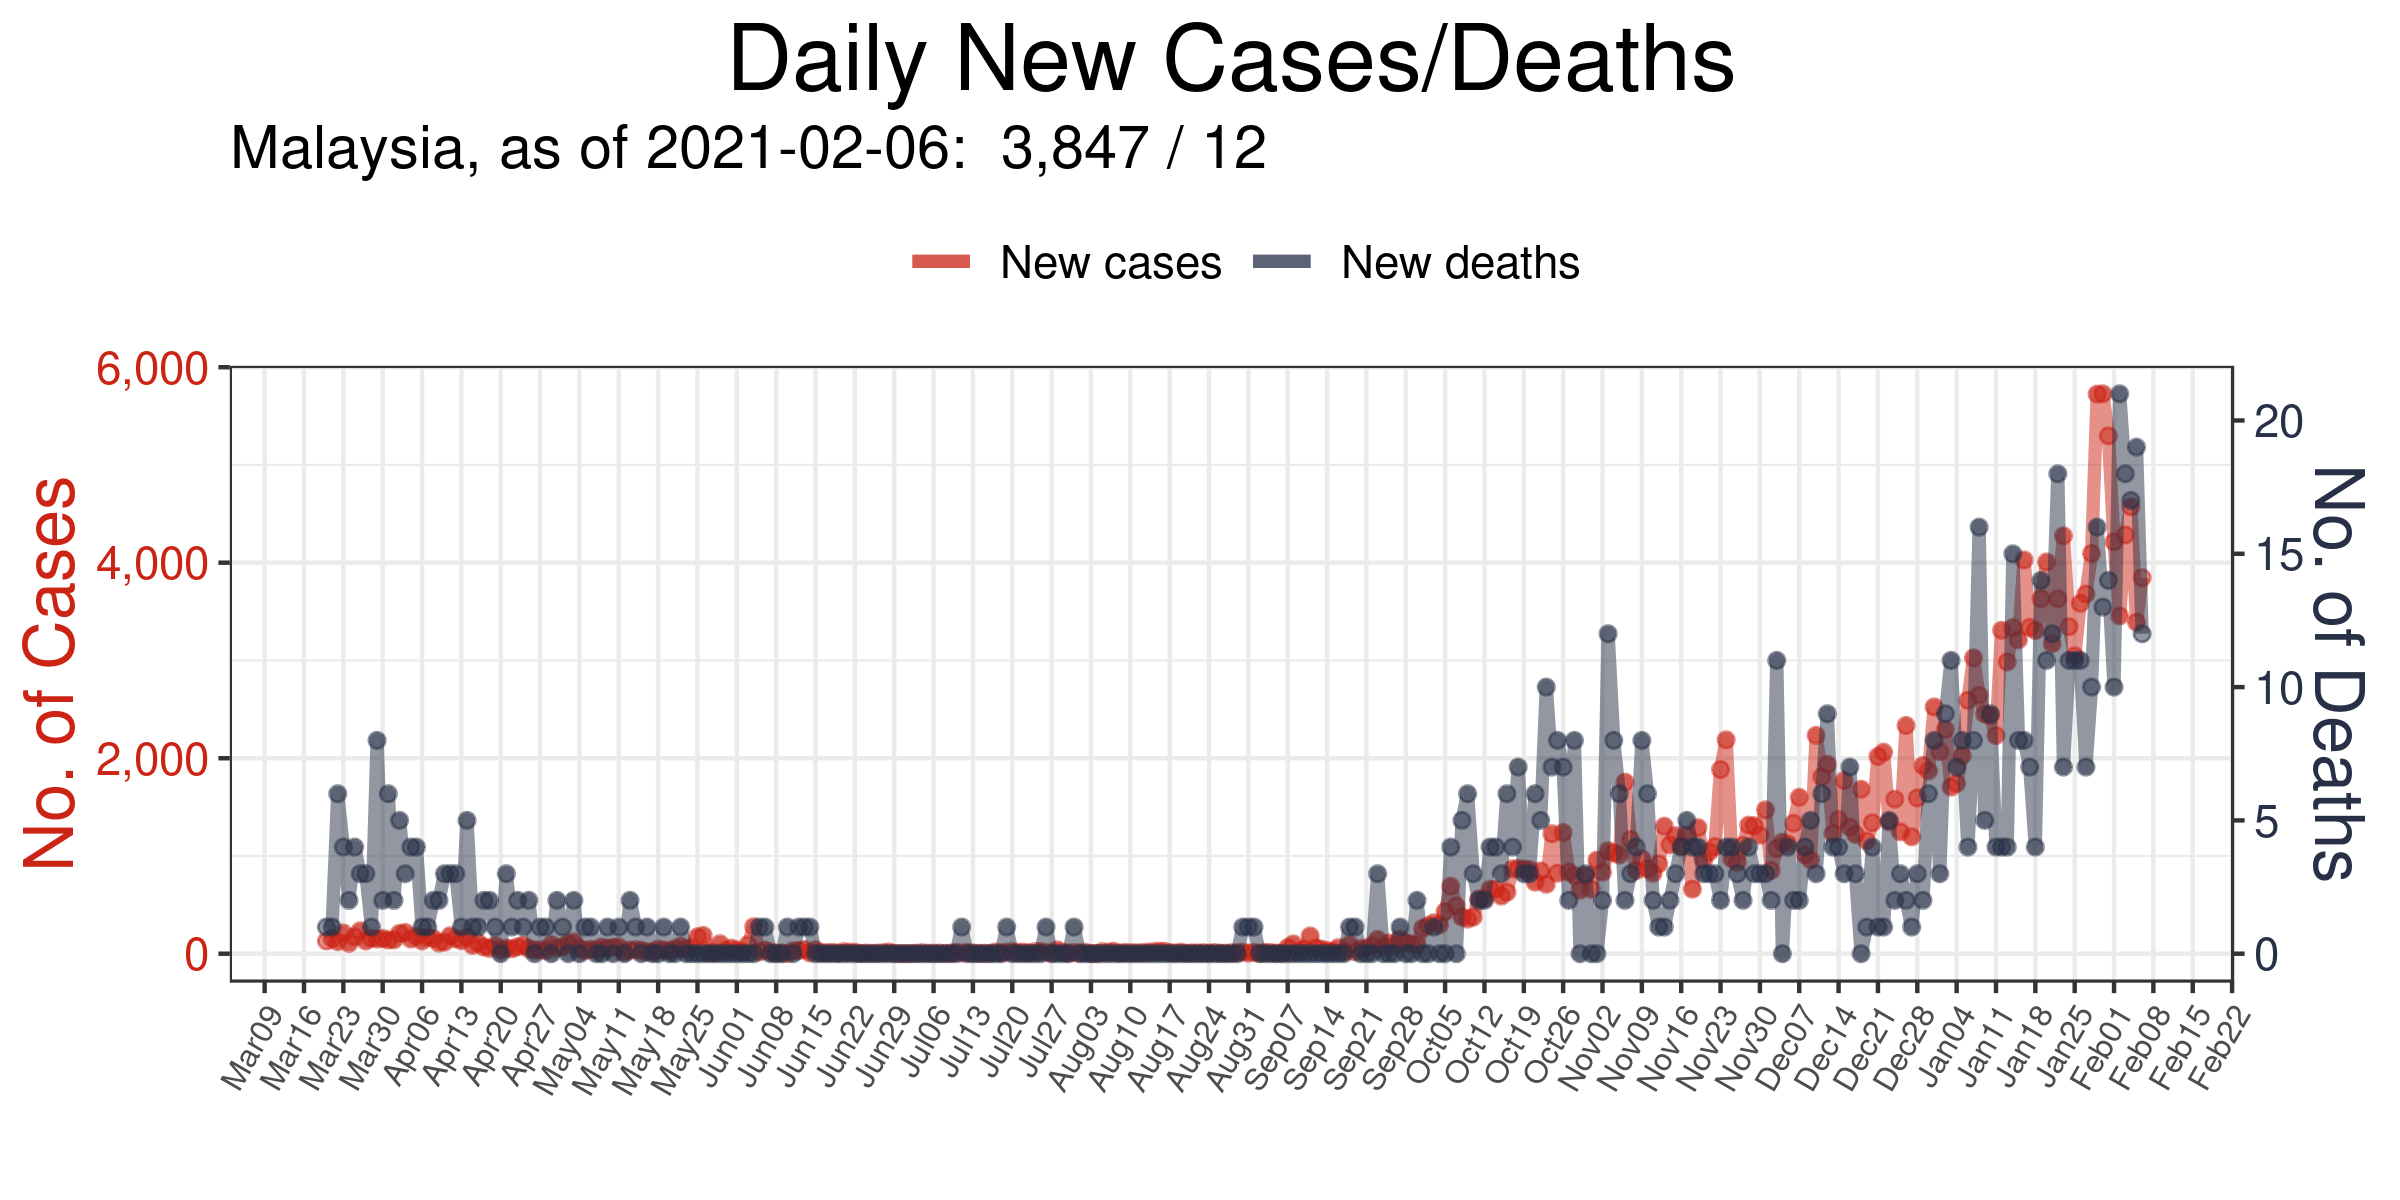 Daily New Cases/Deaths
Malaysia, as of 2021-02-06:  3,847 / 12
New cases
New deaths
No. of Cases
6,000
4,000
2,000
0
20
15
10
5
0
No. of Deaths
Mar09
Mar16
Mar23
Mar30
Apr06
Apr13
Apr20
Apr27
May04
May11
May18
May25
Jun01
Jun08
Jun15
Jun22
Jun29
Jul06
Jul13
Jul20
Jul27
Aug03
Aug10
Aug17
Aug24
Aug31
Sep07
Sep14
Sep21
Sep28
Oct05
Oct12
Oct19
Oct26
Nov02
Nov09
Nov16
Nov23
Nov30
Dec07
Dec14
Dec21
Dec28
Jan04
Jan11
Jan18
Jan25
Feb01
Feb08
Feb15
Feb22